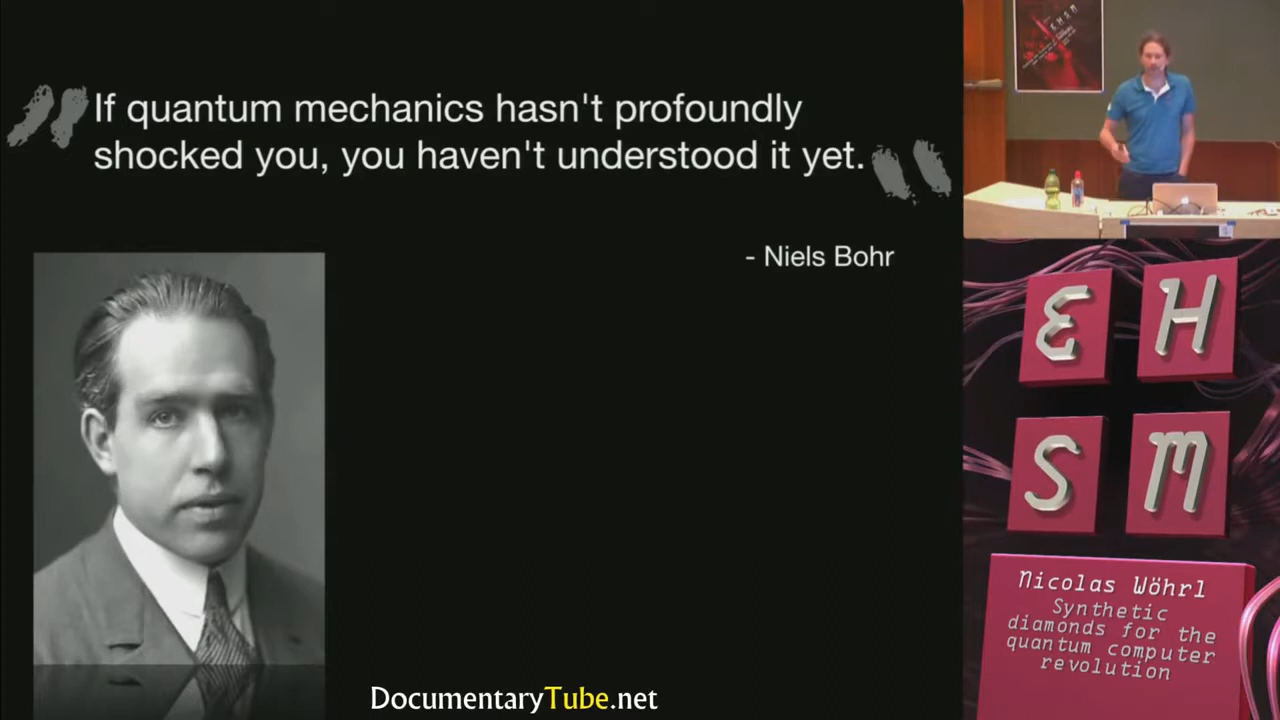 If quantum mechanics hasn't profoundly
shocked you, you haven't understood it yet.
- Niels Bohr
E H
S M
Nicolas Wöhrl
Synthetic
diamonds for the
quantum computer
revolution
DocumentaryTube.net